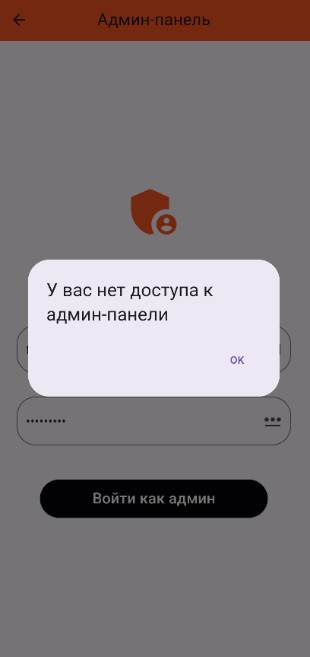 Админ-панель
У вас нет доступа к
админ-панели
ОК
•••••••••
Войти как админ